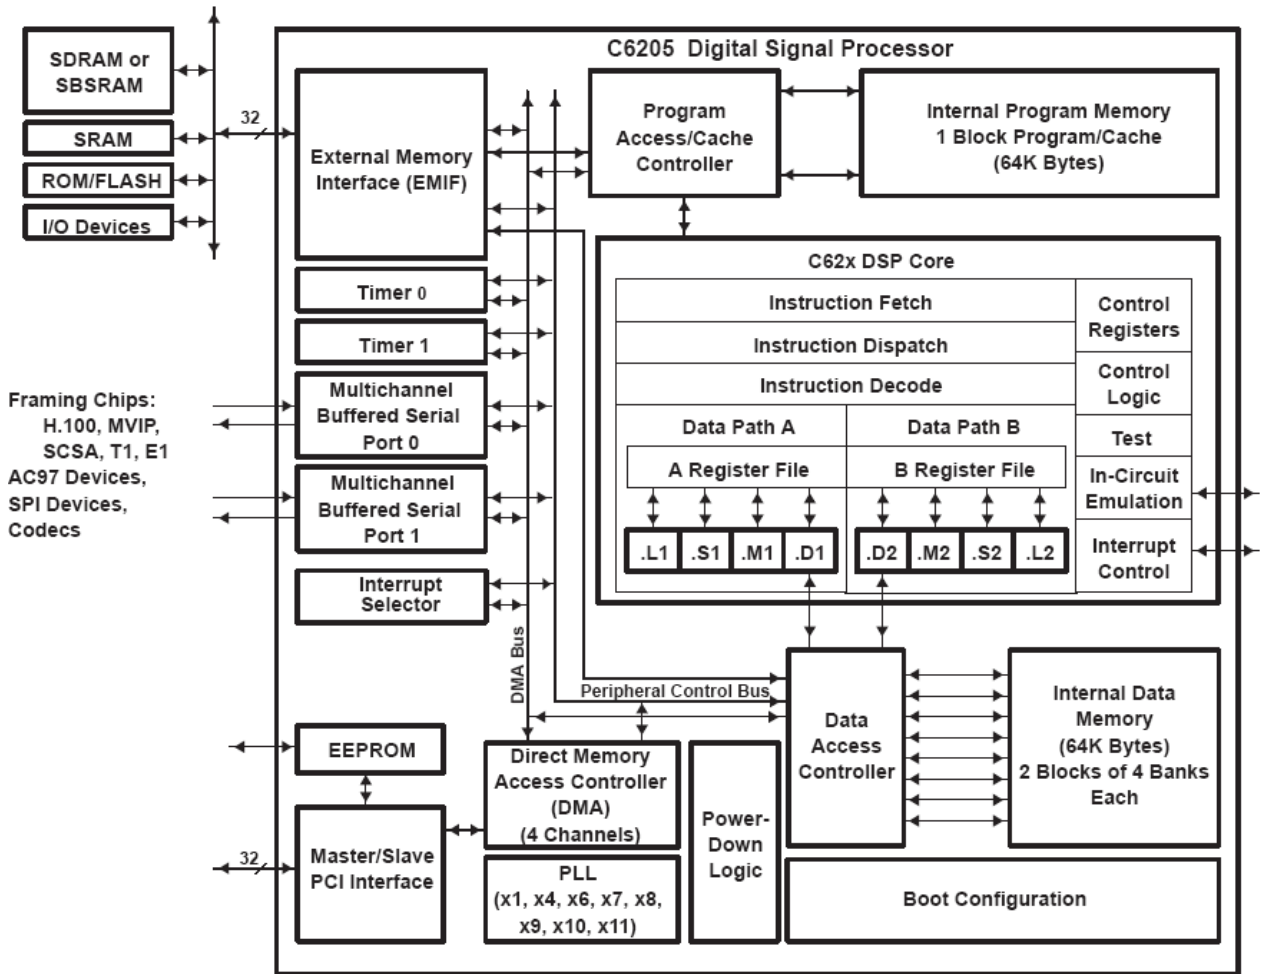 C6205 Digital Signal Processor
SDRAM or
SBSRAM
SRAM
ROM/FLASH
I/O Devices
32
External Memory
Interface (EMIF)
Program
Access/Cache
Controller
Internal Program Memory
1 Block Program/Cache
(64K Bytes)
Timer 0
Timer 1
Framing Chips:
H.100, MVIP,
SCSA, T1, E1
AC97 Devices,
SPI Devices,
Codecs
Multichannel
Buffered Serial
Port 0
Multichannel
Buffered Serial
Port 1
Interrupt
Selector
C62x DSP Core
Instruction Fetch
Instruction Dispatch
Instruction Decode
Data Path A
Data Path B
A Register File
B Register File
.L1
.S1
.M1
.D1
.D2
.M2
.S2
.L2
Control
Registers
Control
Logic
Test
In-Circuit
Emulation
Interrupt
Control
DMA Bus
Peripheral Control Bus
EEPROM
32
Master/Slave
PCI Interface
Direct Memory
Access Controller
(DMA)
(4 Channels)
PLL
(x1, x4, x6, x7, x8,
x9, x10, x11)
Power-
Down
Logic
Data
Access
Controller
Internal Data
Memory
(64K Bytes)
2 Blocks of 4 Banks
Each
Boot Configuration